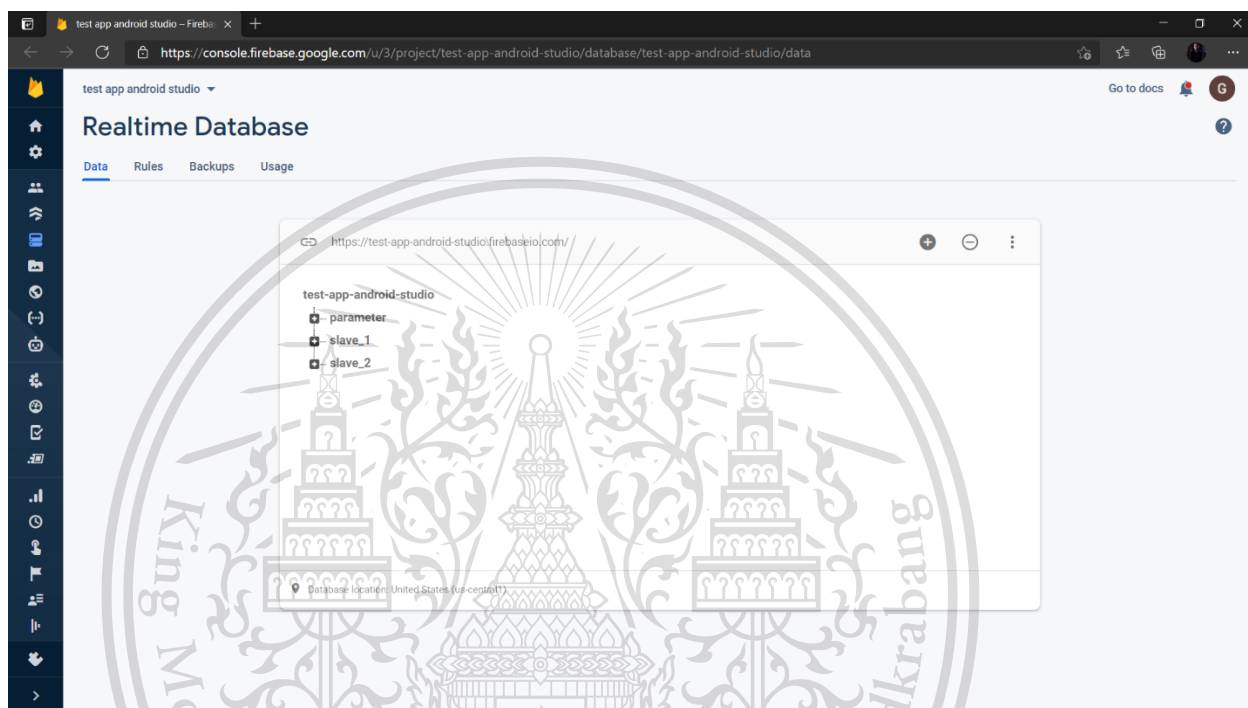 test app android studio – Fireba
https://console.firebase.google.com/u/3/project/test-app-android-studio/database/test-app-android-studio/data
test app android studio
Go to docs
G
Realtime Database
?
Data Rules Backups Usage
https://test-app-android-studio.firebaseio.com/
test-app-android-studio
parameter
slave_1
slave_2
Database location: United States (us-central1)
King Mo
dkrabang